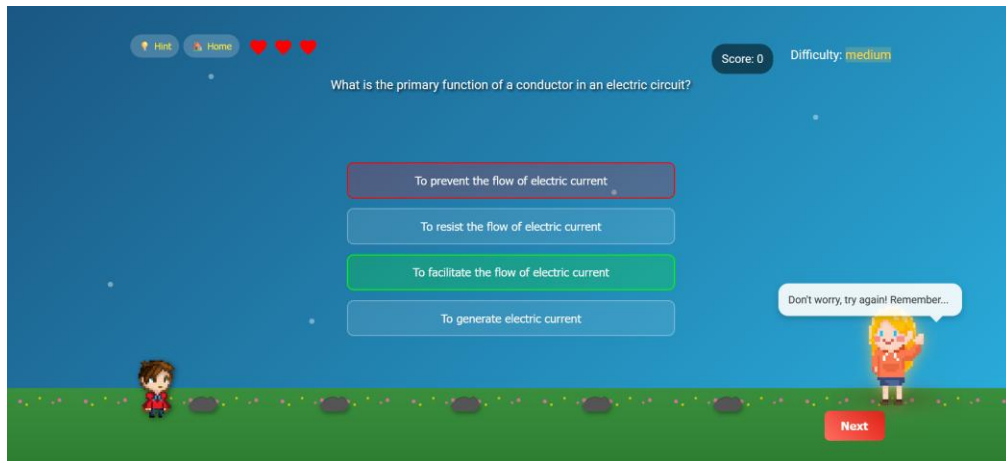 Hint
Home
Score: 0
Difficulty: medium
What is the primary function of a conductor in an electric circuit?
To prevent the flow of electric current
To resist the flow of electric current
To facilitate the flow of electric current
To generate electric current
Don't worry, try again! Remember...
Next